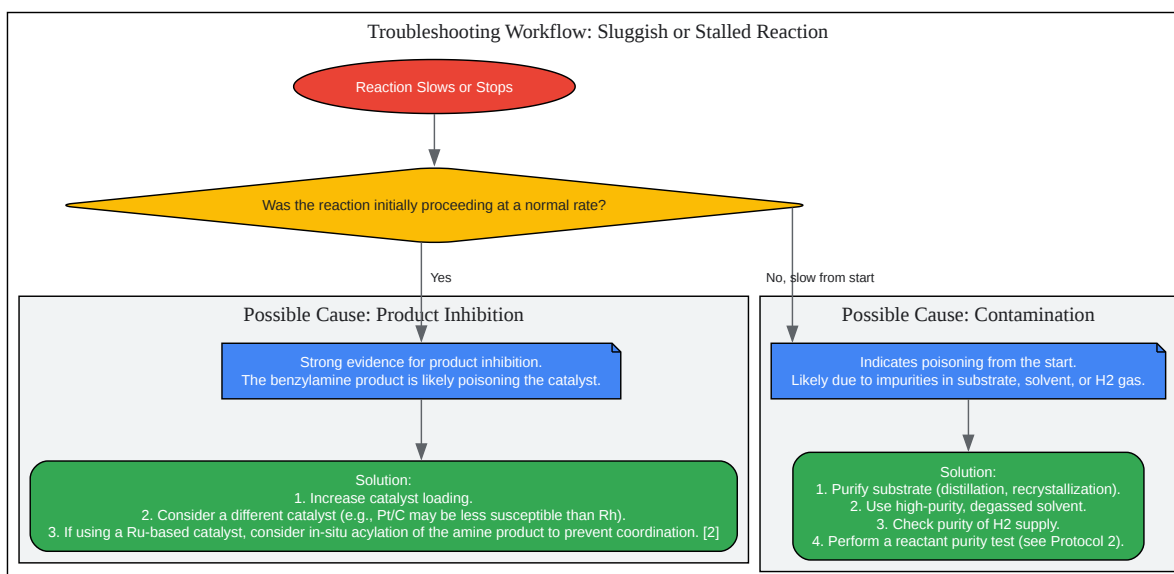 Troubleshooting Workflow: Sluggish or Stalled Reaction
Reaction Slows or Stops
Was the reaction initially proceeding at a normal rate?
Yes
No, slow from start
Possible Cause: Product Inhibition
Strong evidence for product inhibition.
The benzylamine product is likely poisoning the catalyst.
Solution:
1. Increase catalyst loading.
2. Consider a different catalyst (e.g., Pt/C may be less susceptible than Rh).
3. If using a Ru-based catalyst, consider in-situ acylation of the amine product to prevent coordination. [2]
Possible Cause: Contamination
Indicates poisoning from the start.
Likely due to impurities in substrate, solvent, or H2 gas.
Solution:
1. Purify substrate (distillation, recrystallization).
2. Use high-purity, degassed solvent.
3. Check purity of H2 supply.
4. Perform a reactant purity test (see Protocol 2).